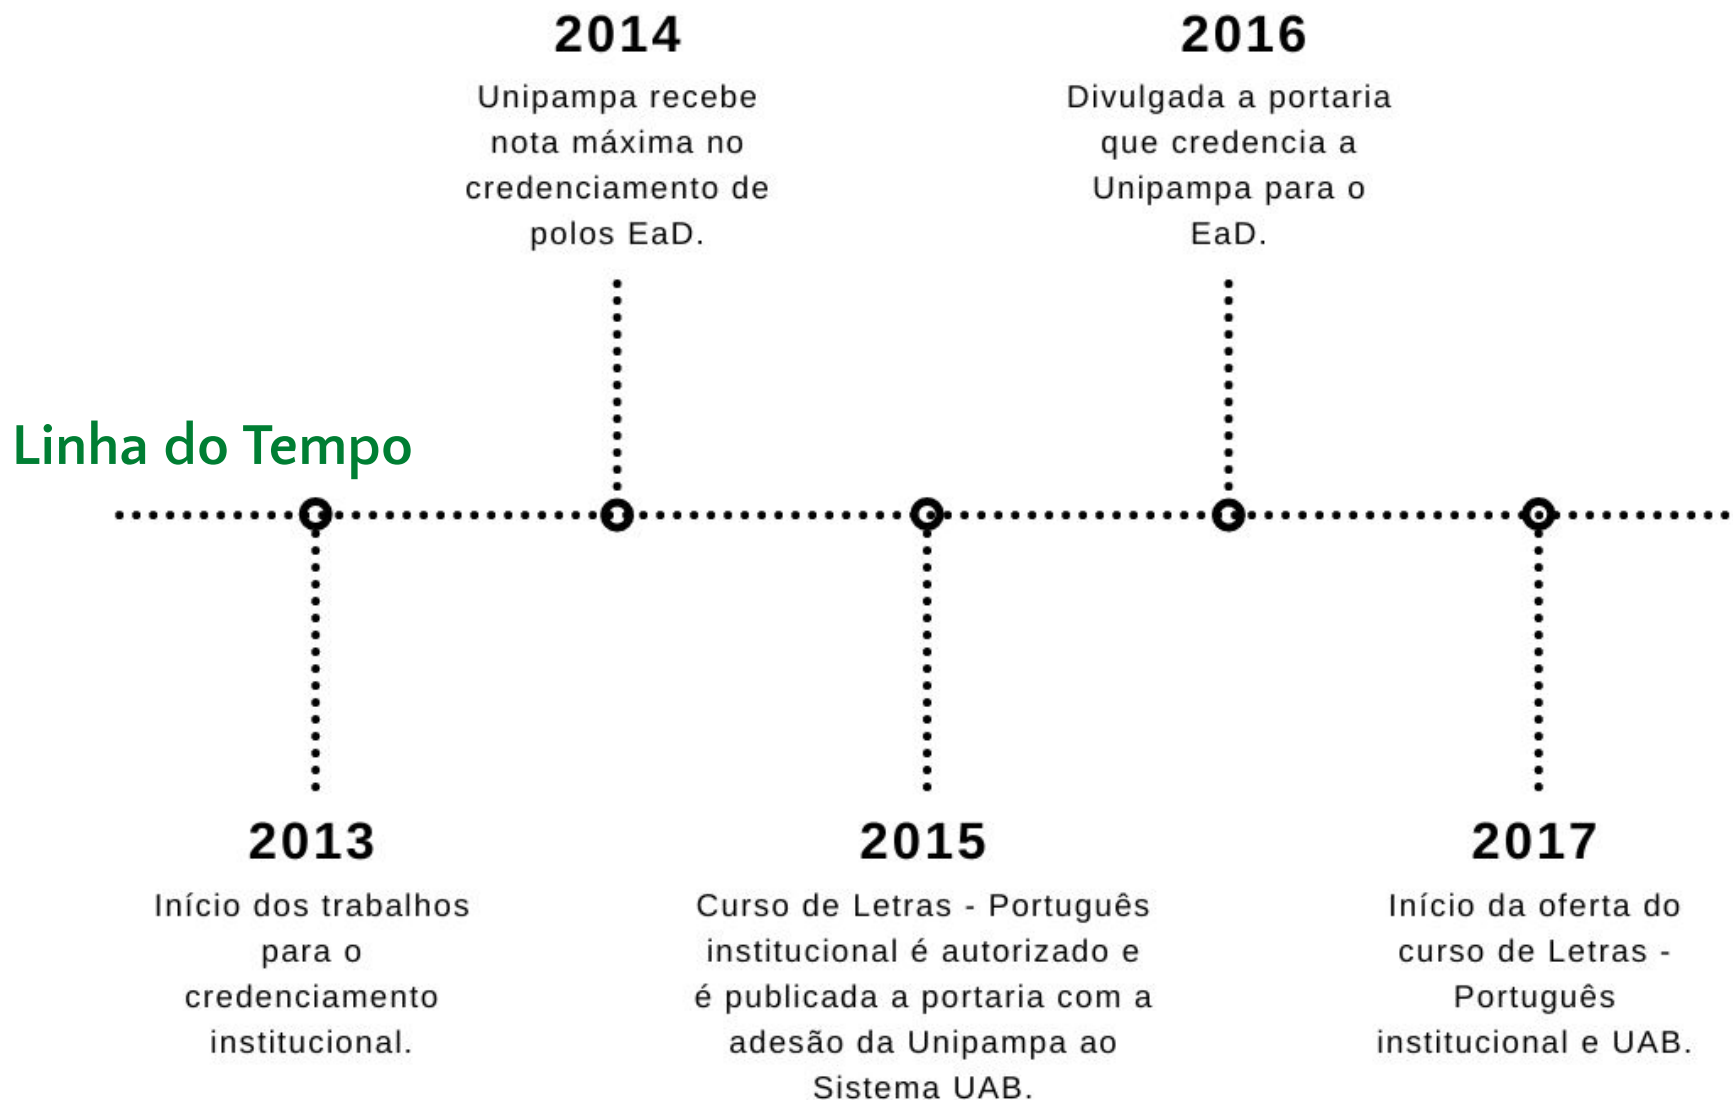 2014
Unipampa recebe
nota máxima no
credenciamento de
polos EaD.
2016
Divulgada a portaria
que credencia a
Unipampa para o
EaD.
Linha do Tempo
2013
Início dos trabalhos
para o
credenciamento
institucional.
2015
Curso de Letras - Português
institucional é autorizado e
é publicada a portaria com a
adesão da Unipampa ao
Sistema UAB.
2017
Início da oferta do
curso de Letras -
Português
institucional e UAB.